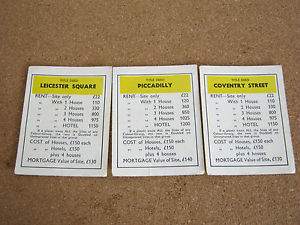 TITLE DEED
LEICESTER SQUARE
RENT—Site only £22
„ With 1 House 110
„ „ 2 Houses 330
„ „ 3 Houses 800
„ „ 4 Houses 975
„ „ HOTEL 1150
If a player owns ALL the Sites of any
Colour-Group, the rent is Doubled on
Unimproved Sites in that group.
COST of Houses, £150 each
„ „ Hotels, £150
plus 4 houses
MORTGAGE Value of Site, £130
TITLE DEED
PICCADILLY
RENT—Site only £22
„ With 1 House 120
„ „ 2 Houses 360
„ „ 3 Houses 850
„ „ 4 Houses 1025
„ „ HOTEL 1200
If a player owns ALL the Sites of any
Colour-Group, the rent is Doubled on
Unimproved Sites in that group.
COST of Houses, £150 each
„ „ Hotels, £150
plus 4 houses
MORTGAGE Value of Site, £140
TITLE DEED
COVENTRY STREET
RENT—Site only £22
„ With 1 House 110
„ „ 2 Houses 330
„ „ 3 Houses 800
„ „ 4 Houses 975
„ „ HOTEL 1150
If a player owns ALL the Sites of any
Colour-Group, the rent is Doubled on
Unimproved Sites in that group.
COST of Houses, £150 each
„ „ Hotels, £150
plus 4 houses
MORTGAGE Value of Site, £130